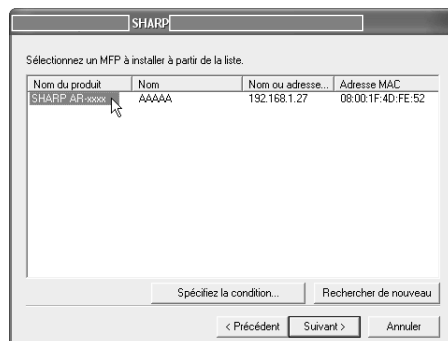 SHARP
Sélectionnez un MFP à installer à partir de la liste.
Nom du produit Nom Nom ou adresse... Adresse MAC
SHARP AR-xxxx AAAAA 192.168.1.27 08:00:1F:4D:FE:52
Spécifiez la condition... Rechercher de nouveau
< Précédent Suivant > Annuler